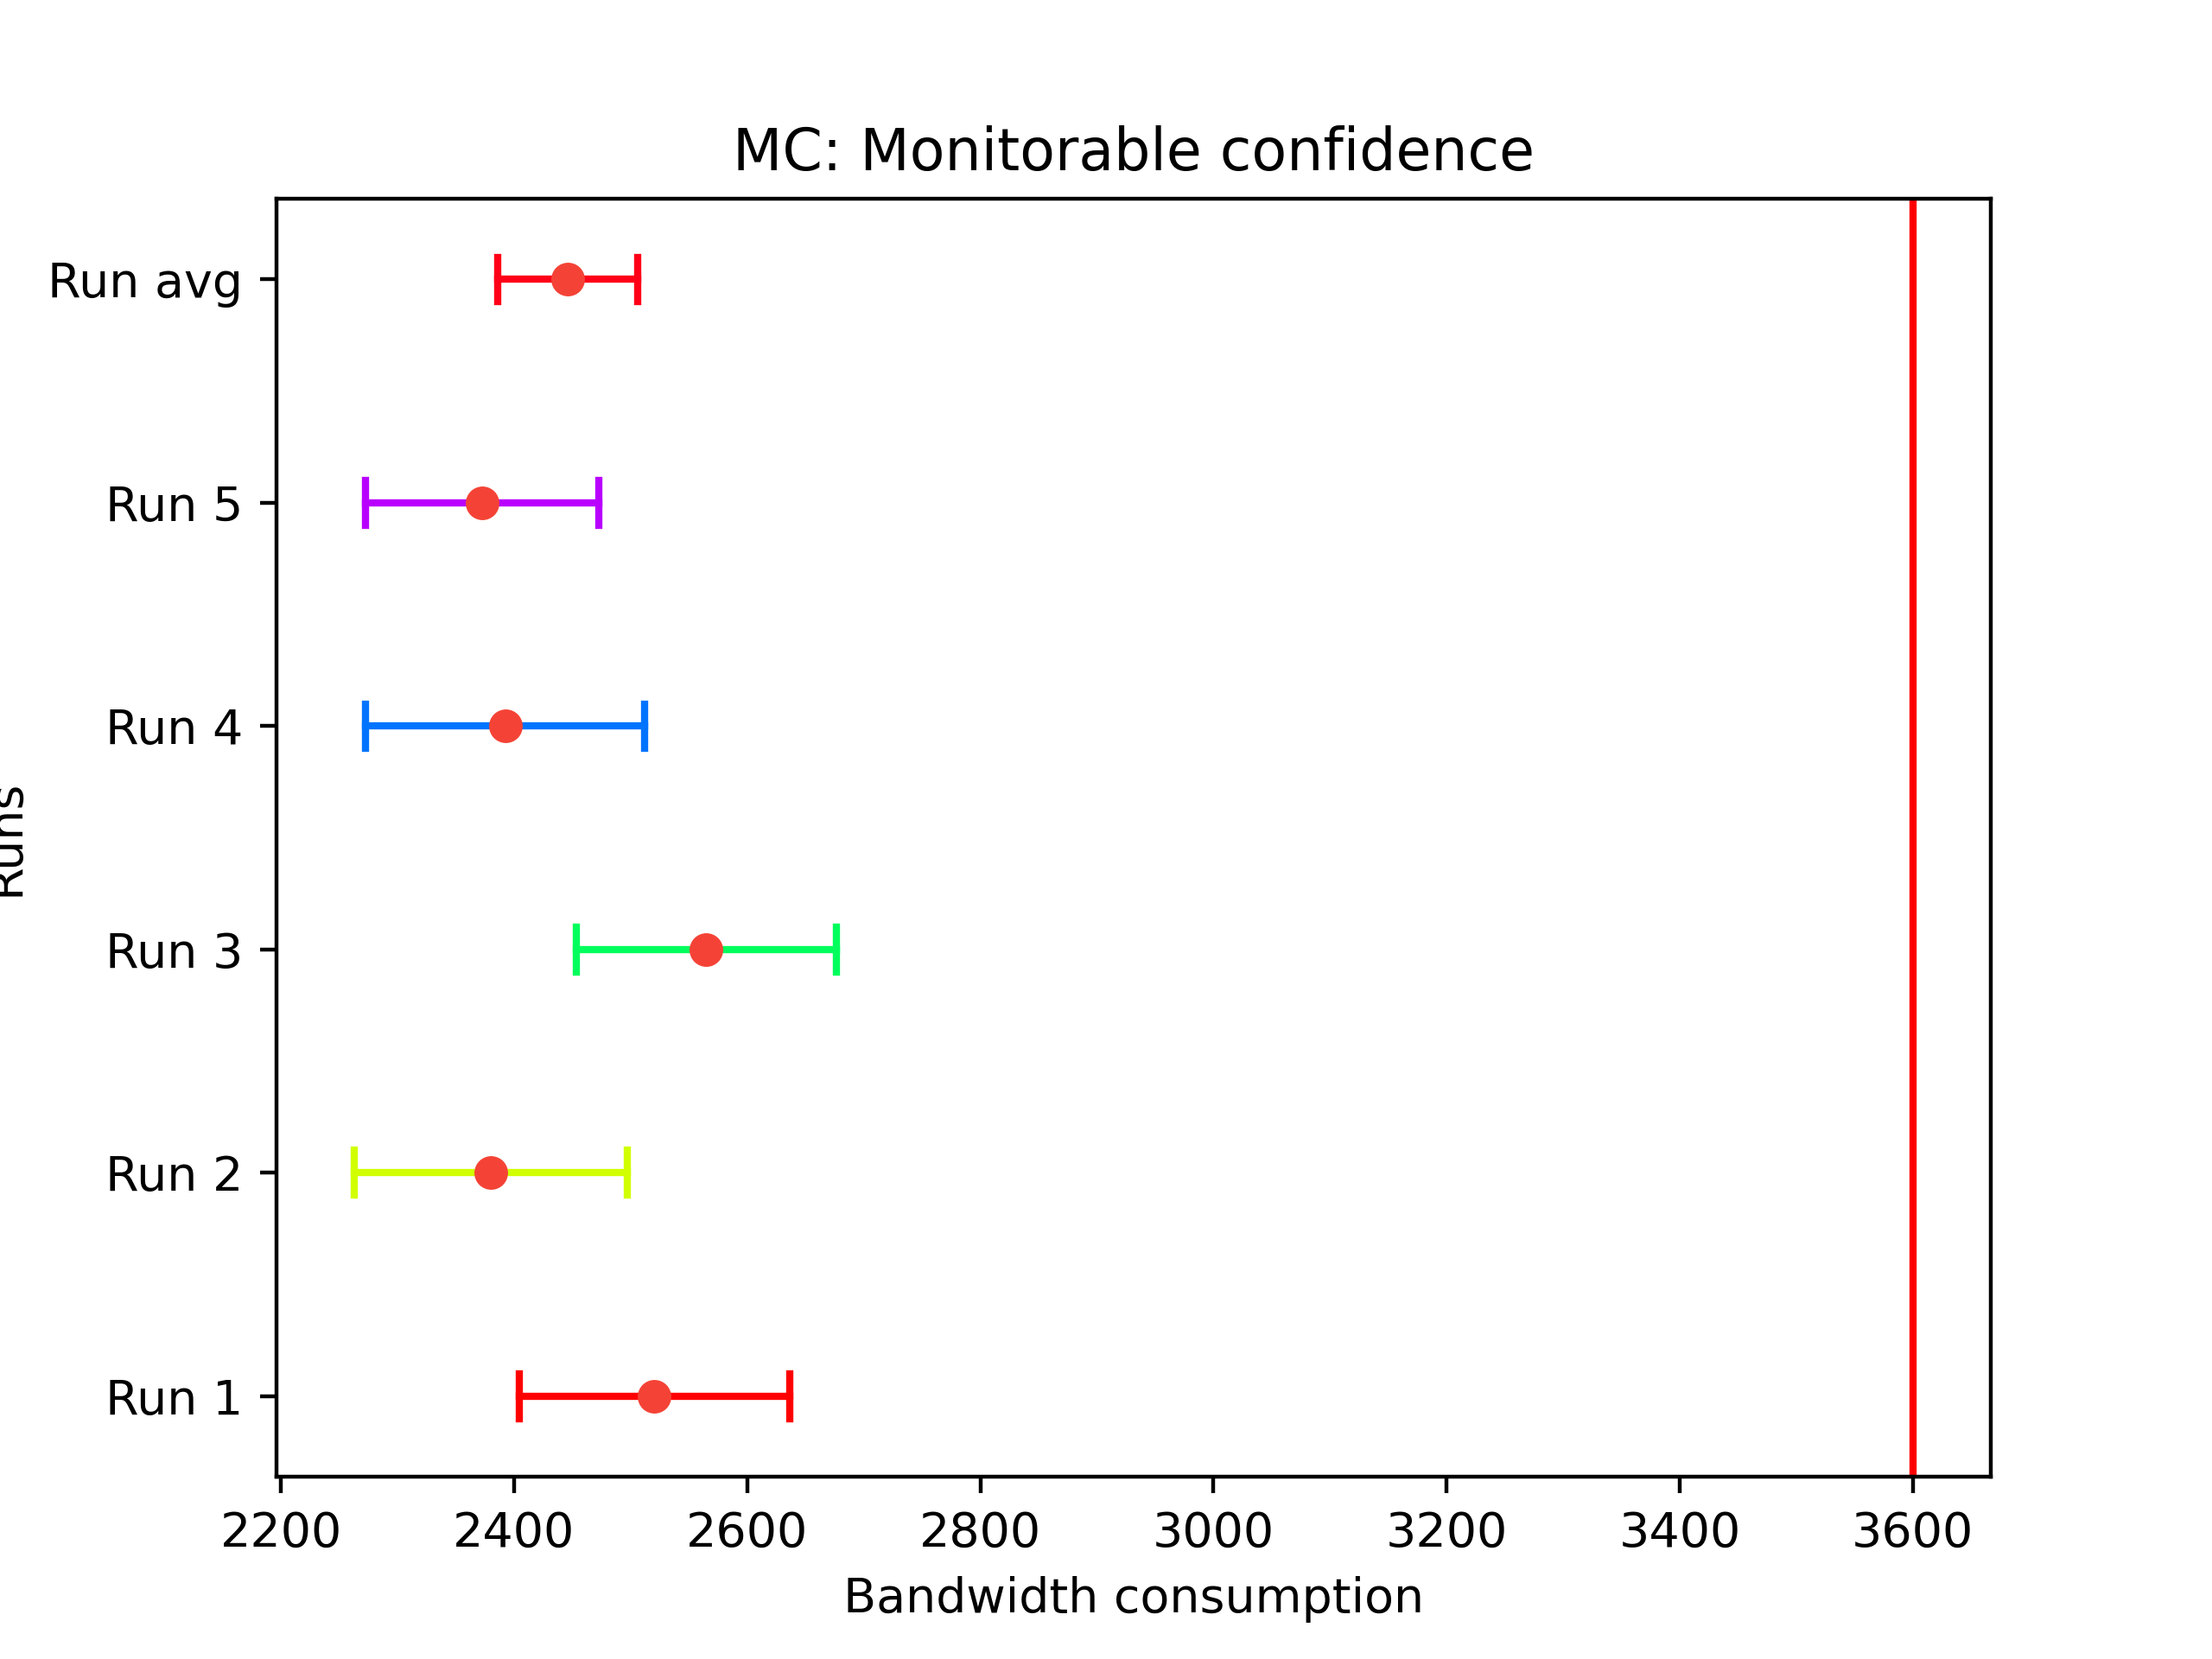 MC: Monitorable confidence
Run avg
Run 5
Run 4
Run 3
Run 2
Run 1
Runs
2200 2400 2600 2800 3000 3200 3400 3600
Bandwidth consumption